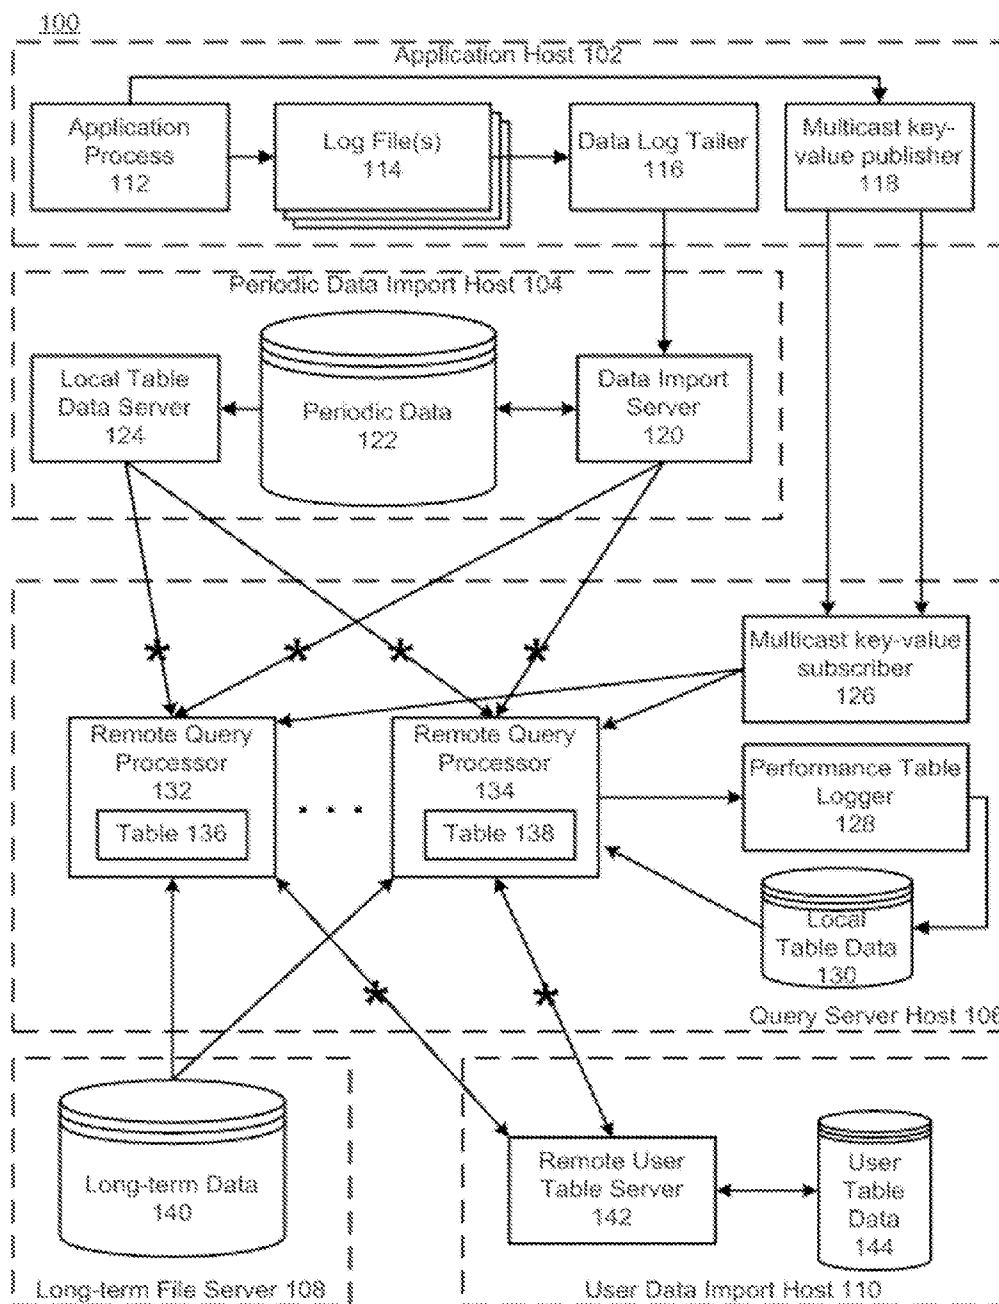 100
Application Host 102
Application
Process
112
Log File(s)
114
Data Log Tailer
116
Multicast key-
value publisher
118
Periodic Data Import Host 104
Local Table
Data Server
124
Periodic Data
122
Data Import
Server
120
Multicast key-value
subscriber
126
Remote Query
Processor
132
Table 136
. . .
Remote Query
Processor
134
Table 138
Performance Table
Logger
128
Local
Table Data
130
Query Server Host 106
Long-term Data
140
Long-term File Server 108
Remote User
Table Server
142
User
Table
Data
144
User Data Import Host 110